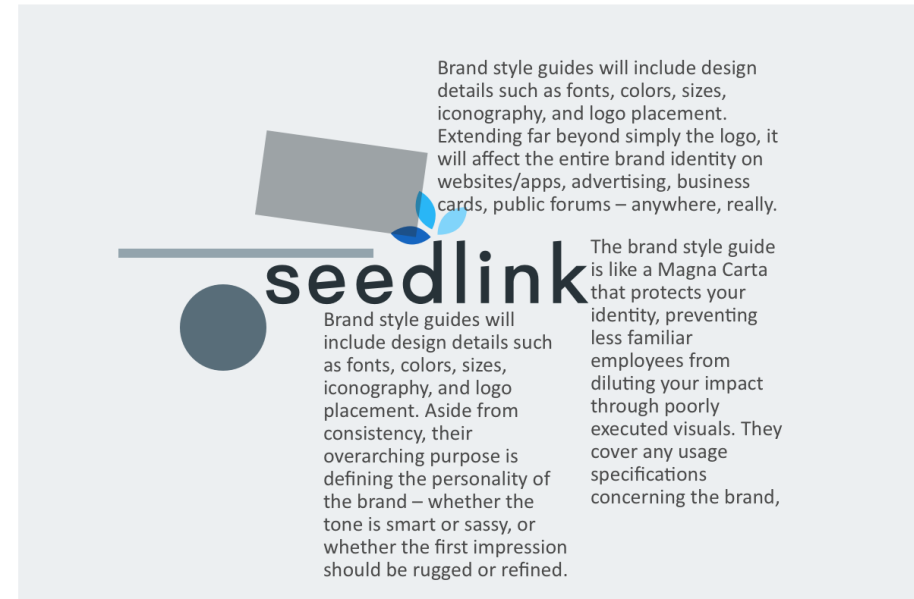 Brand style guides will include design
details such as fonts, colors, sizes,
iconography, and logo placement.
Extending far beyond simply the logo, it
will affect the entire brand identity on
websites/apps, advertising, business
cards, public forums – anywhere, really.
seedlink
The brand style guide
is like a Magna Carta
that protects your
identity, preventing
less familiar
employees from
diluting your impact
through poorly
executed visuals. They
cover any usage
specifications
concerning the brand,
Brand style guides will
include design details such
as fonts, colors, sizes,
iconography, and logo
placement. Aside from
consistency, their
overarching purpose is
defining the personality of
the brand – whether the
tone is smart or sassy, or
whether the first impression
should be rugged or refined.